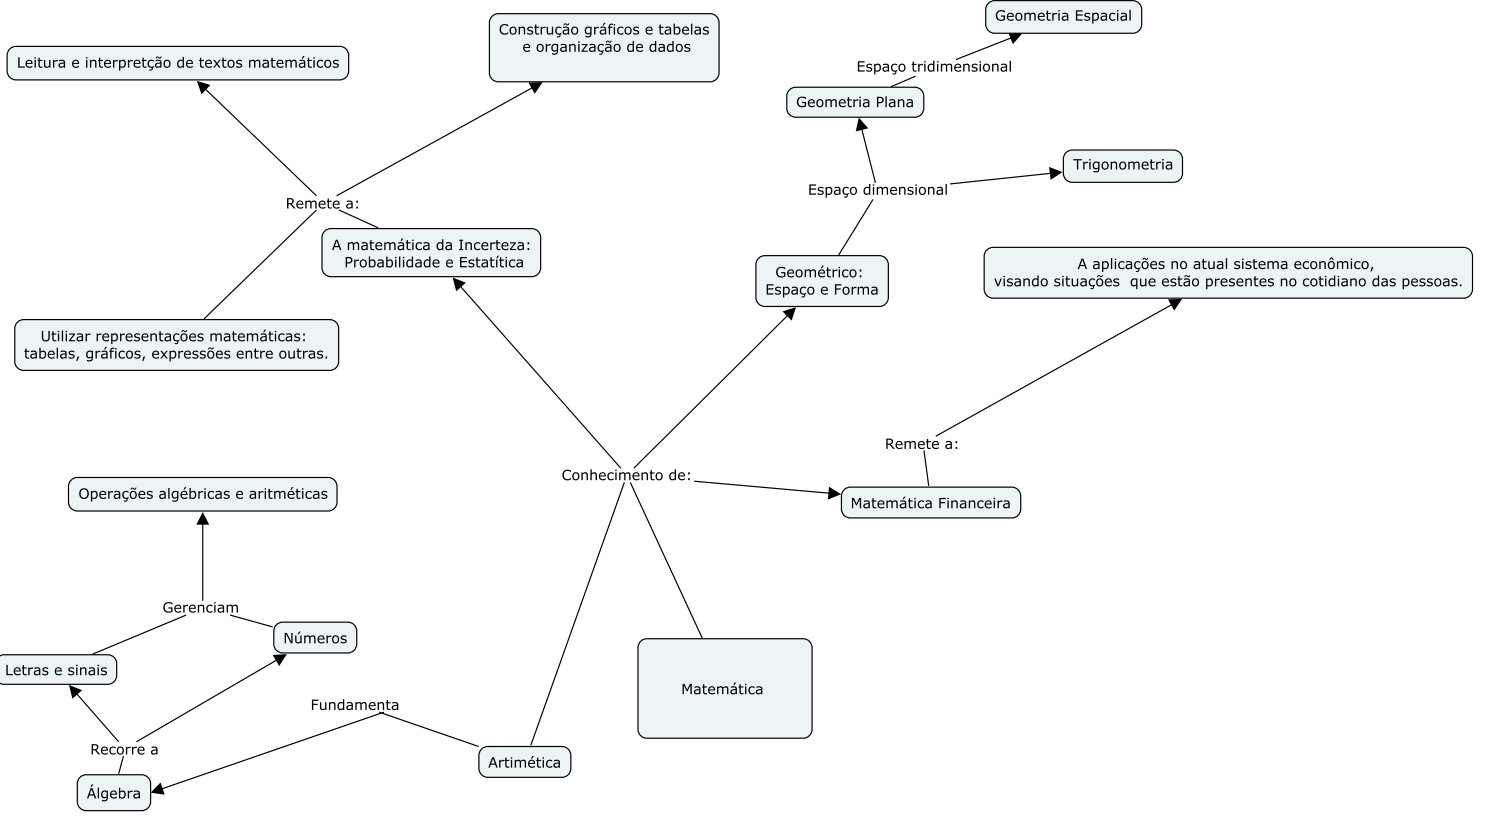 Geometria Espacial
Construção gráficos e tabelas
e organização de dados
Leitura e interpretção de textos matemáticos
Espaço tridimensional
Geometria Plana
Trigonometria
Espaço dimensional
Remete a:
A matemática da Incerteza:
Probabilidade e Estatítica
Geométrico:
Espaço e Forma
A aplicações no atual sistema econômico,
visando situações  que estão presentes no cotidiano das pessoas.
Utilizar representações matemáticas:
tabelas, gráficos, expressões entre outras.
Remete a:
Conhecimento de:
Operações algébricas e aritméticas
Matemática Financeira
Gerenciam
Números
Letras e sinais
Matemática
Fundamenta
Recorre a
Artimética
Álgebra